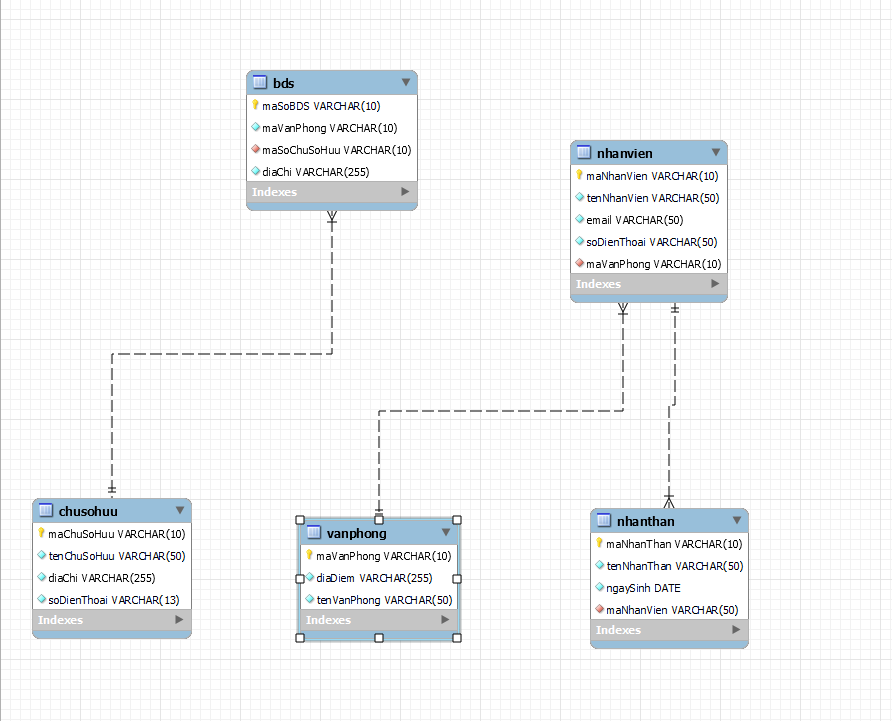 bds
maSoBDS VARCHAR(10)
maVanPhong VARCHAR(10)
maSoChuSoHuu VARCHAR(10)
diaChi VARCHAR(255)
Indexes
nhanvien
maNhanVien VARCHAR(10)
tenNhanVien VARCHAR(50)
email VARCHAR(50)
soDienThoai VARCHAR(50)
maVanPhong VARCHAR(10)
Indexes
chusohuu
maChuSoHuu VARCHAR(10)
tenChuSoHuu VARCHAR(50)
diaChi VARCHAR(255)
soDienThoai VARCHAR(13)
Indexes
vanphong
maVanPhong VARCHAR(10)
diaDiem VARCHAR(255)
tenVanPhong VARCHAR(50)
Indexes
nhanthan
maNhanThan VARCHAR(10)
tenNhanThan VARCHAR(50)
ngaySinh DATE
maNhanVien VARCHAR(50)
Indexes